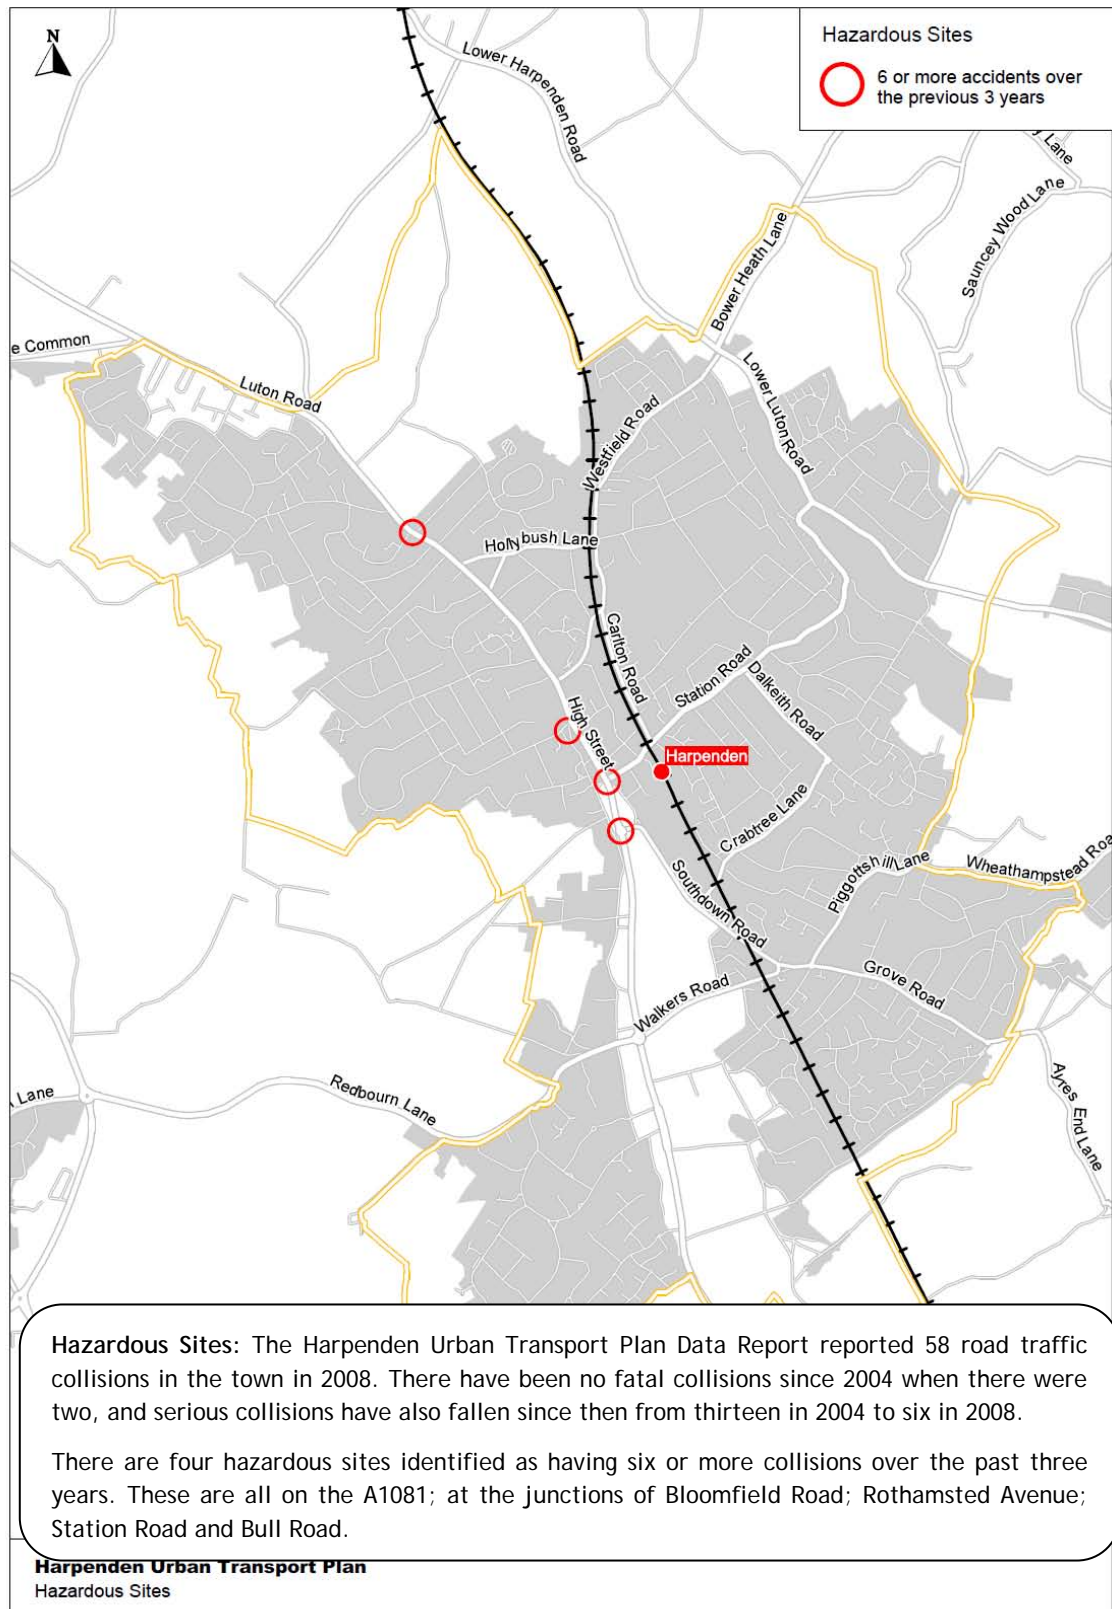 N
Hazardous Sites
6 or more accidents over
the previous 3 years
Lower Harpenden Road
y Lane
Sauncey Wood Lane
Bower Heath Lane
e Common
Luton Road
Lower Luton Road
Westfield Road
Hollybush Lane
Carlton Road
Station Road
Dalkeith Road
High Street
Harpenden
Crabtree Lane
Piggottshill Lane
Wheathampstead Roa
Southdown Road
Grove Road
Walkers Road
Redbourn Lane
Lane
Ayres End Lane
Hazardous Sites: The Harpenden Urban Transport Plan Data Report reported 58 road traffic
collisions in the town in 2008. There have been no fatal collisions since 2004 when there were
two, and serious collisions have also fallen since then from thirteen in 2004 to six in 2008.
There are four hazardous sites identified as having six or more collisions over the past three
years. These are all on the A1081; at the junctions of Bloomfield Road; Rothamsted Avenue;
Station Road and Bull Road.
Harpenden Urban Transport Plan
Hazardous Sites